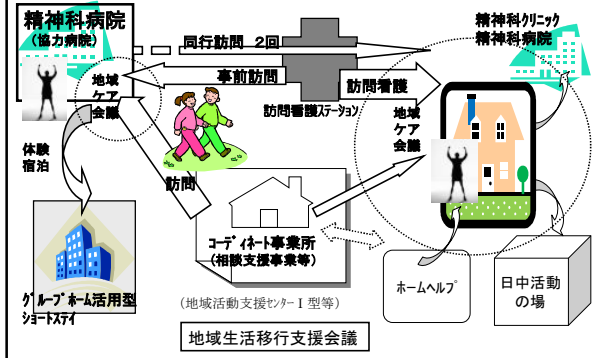 精神科病院
(協力病院)
同行訪問 2回
精神科クリニック
精神科病院
事前訪問
訪問看護
訪問看護ステーション
地域
ケア
会議
地域
ケア
会議
体験
宿泊
訪問
コーディネート事業所
(相談支援事業等)
グループホーム活用型
ショートステイ
(地域活動支援センターⅠ型等)
ホームヘルプ
日中活動
の場
地域生活移行支援会議